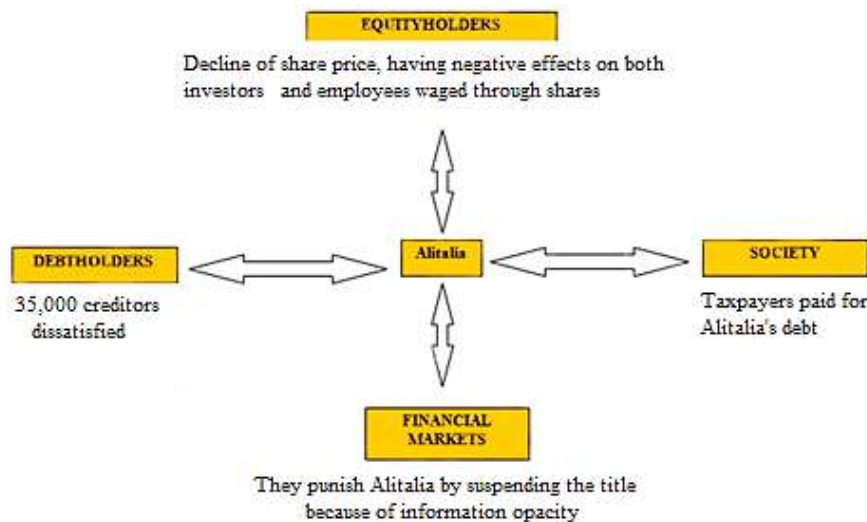 EQUITYHOLDERS
Decline of share price, having negative effects on both
investors and employees waged through shares
DEBTHOLDERS
35,000 creditors
dissatisfied
Alitalia
SOCIETY
Taxpayers paid for
Alitalia's debt
FINANCIAL
MARKETS
They punish Alitalia by suspending the title
because of information opacity